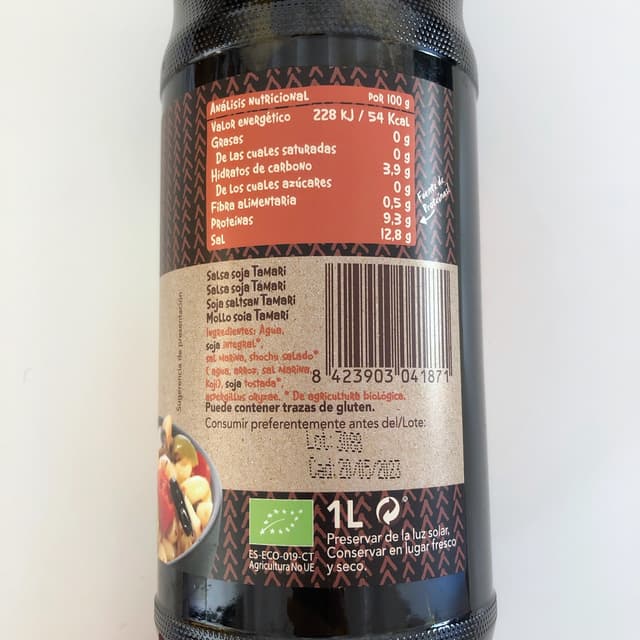 Análisis nutricional por 100 g
Valor energético 228 kJ / 54 Kcal
Grasas 0 g
De las cuales saturadas 0 g
Hidratos de carbono 3,9 g
De los cuales azúcares 0 g
Fibra alimentaria 0,5 g
Proteínas 9,3 g
Sal 12,8 g
Fuente de
Proteínas!
Sugerencia de presentación
Salsa soja Tamari
Salsa soja Tamari
Soja saltsan Tamari
Mollo soia Tamari
Ingredientes: Agua,
soja integral*,
sal marina, shochu salado*
(agua, arroz, sal marina,
Koji), soja tostada*,
aspergillus oryzae. * De agricultura biológica.
Puede contener trazas de gluten.
8 423903 041871
Consumir preferentemente antes del/Lote:
Lot:
Cad: 20/05/2023
1L
ES-ECO-019-CT
Agricultura No UE
Preservar de la luz solar.
Conservar en lugar fresco
y seco.